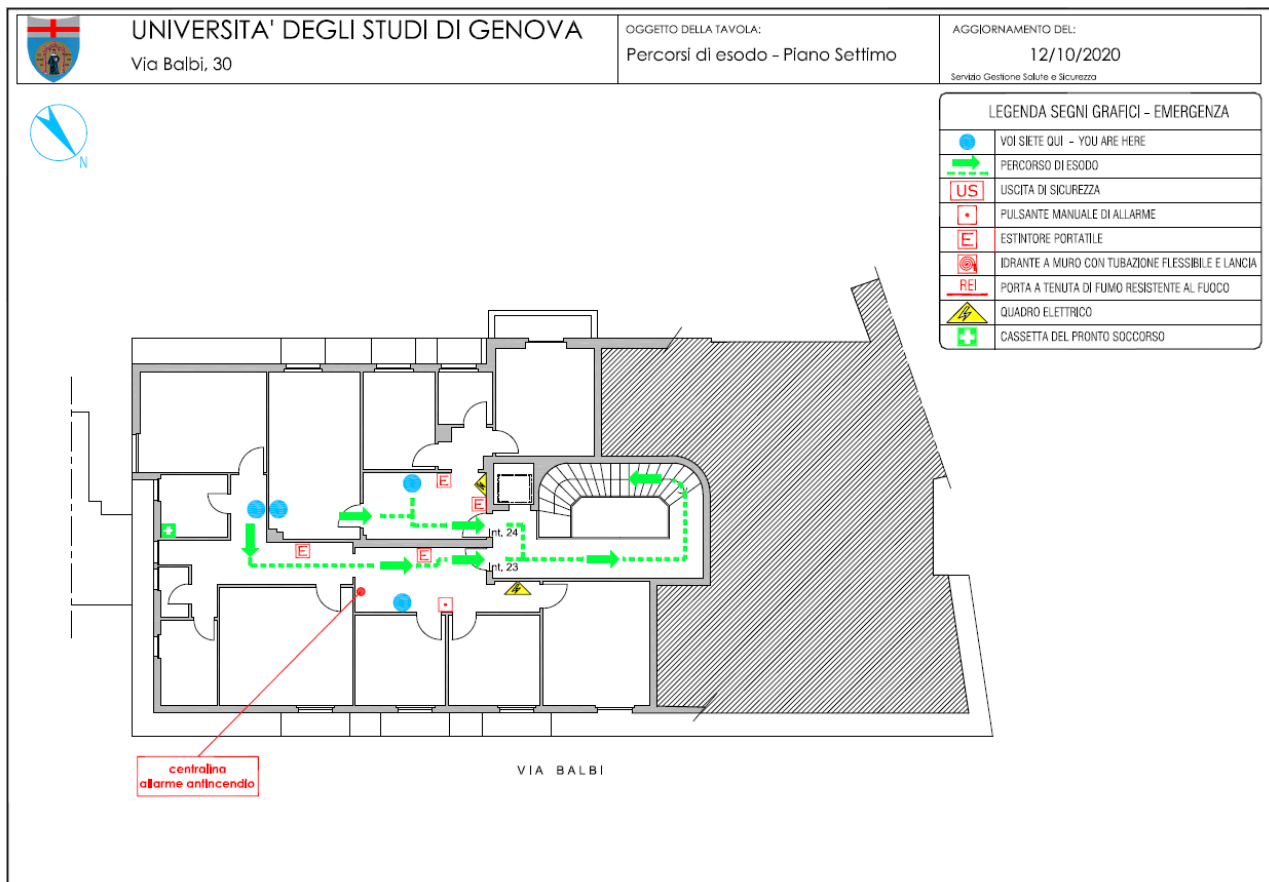 UNIVERSITA' DEGLI STUDI DI GENOVA
Via Balbi, 30
OGGETTO DELLA TAVOLA:
Percorsi di esodo - Piano Settimo
AGGIORNAMENTO DEL:
12/10/2020
Servizio Gestione Salute e Sicurezza
N
LEGENDA SEGNI GRAFICI - EMERGENZA
VOI SIETE QUI - YOU ARE HERE
PERCORSO DI ESODO
US USCITA DI SICUREZZA
PULSANTE MANUALE DI ALLARME
E ESTINTORE PORTATILE
IDRANTE A MURO CON TUBAZIONE FLESSIBILE E LANCIA
REI PORTA A TENUTA DI FUMO RESISTENTE AL FUOCO
QUADRO ELETTRICO
CASSETTA DEL PRONTO SOCCORSO
E
E
Int. 24
E
E
Int. 23
centralina
allarme antincendio
VIA BALBI